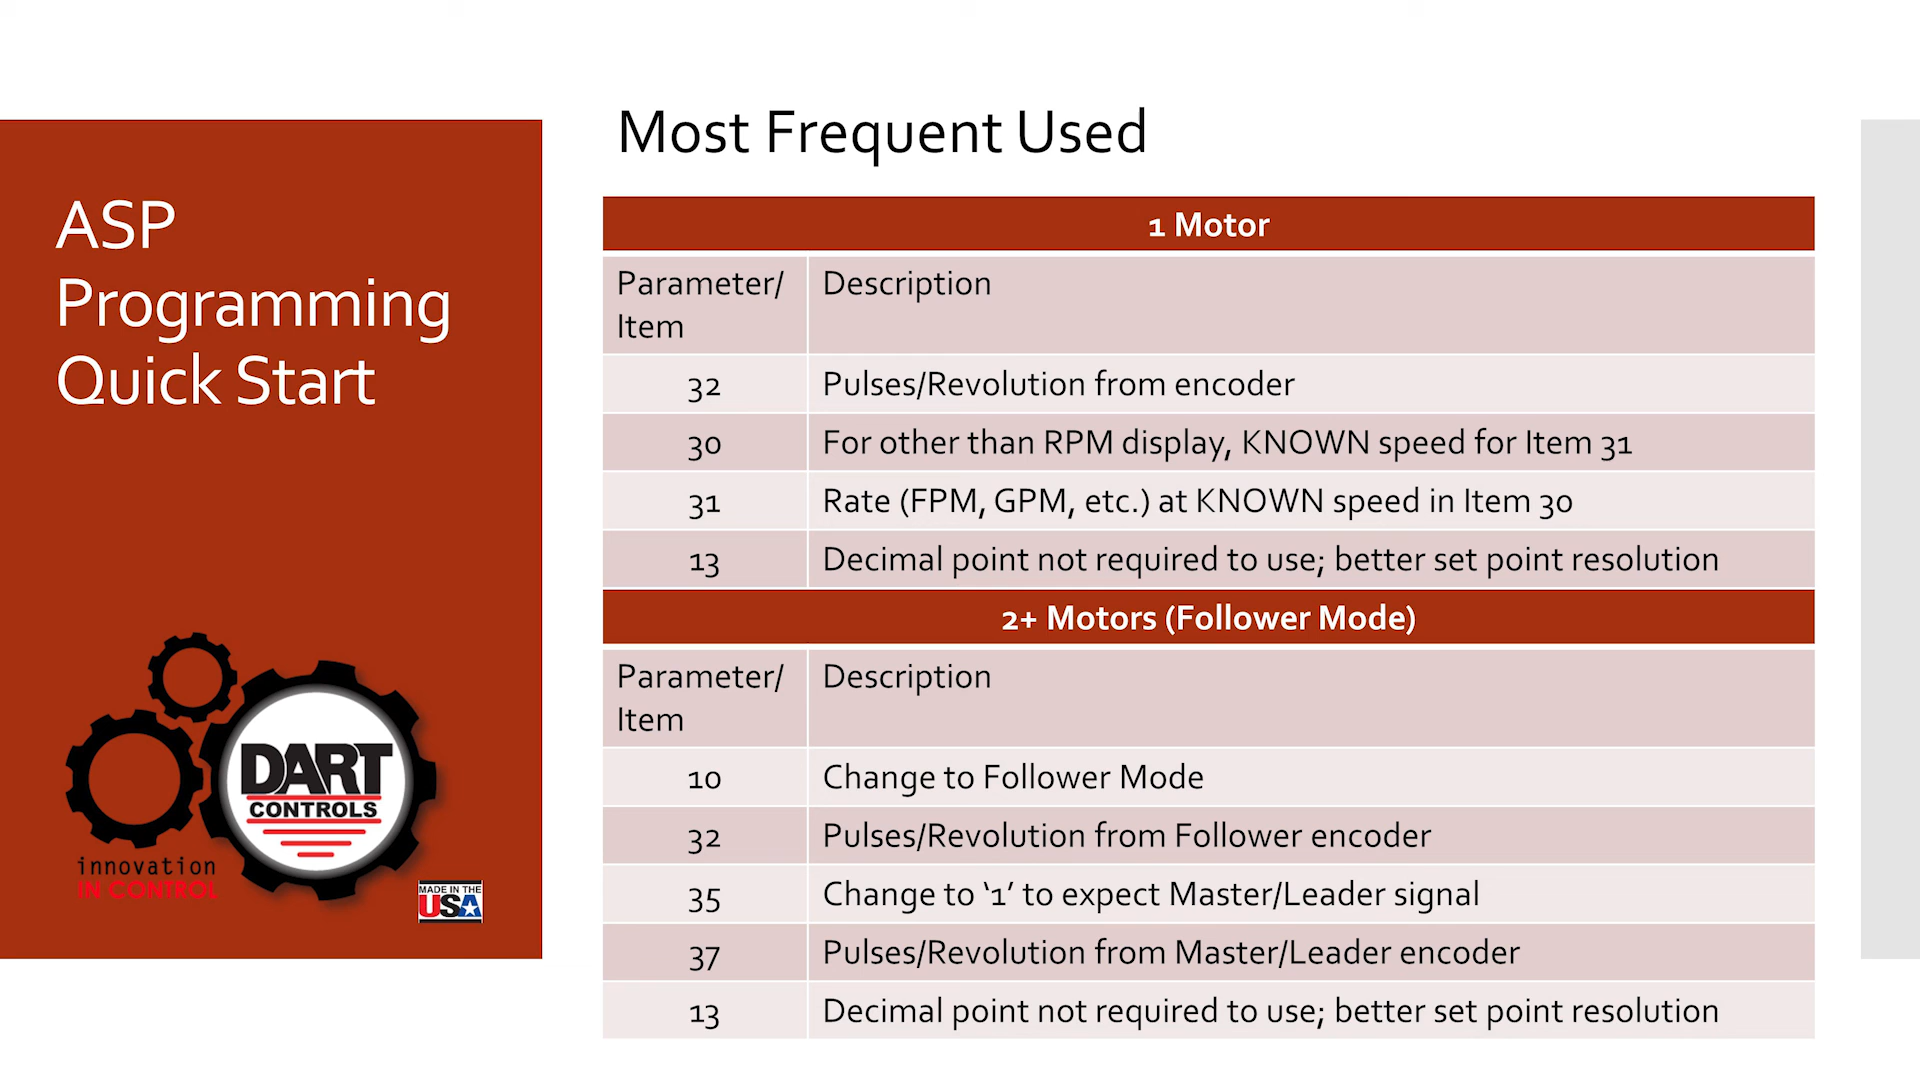 ASP
Programming
Quick Start
DART
CONTROLS
innovation
IN CONTROL
MADE IN THE
USA
Most Frequent Used
1 Motor
Parameter/
Item
Description
32
Pulses/Revolution from encoder
30
For other than RPM display, KNOWN speed for Item 31
31
Rate (FPM, GPM, etc.) at KNOWN speed in Item 30
13
Decimal point not required to use; better set point resolution
2+ Motors (Follower Mode)
Parameter/
Item
Description
10
Change to Follower Mode
32
Pulses/Revolution from Follower encoder
35
Change to ‘1’ to expect Master/Leader signal
37
Pulses/Revolution from Master/Leader encoder
13
Decimal point not required to use; better set point resolution